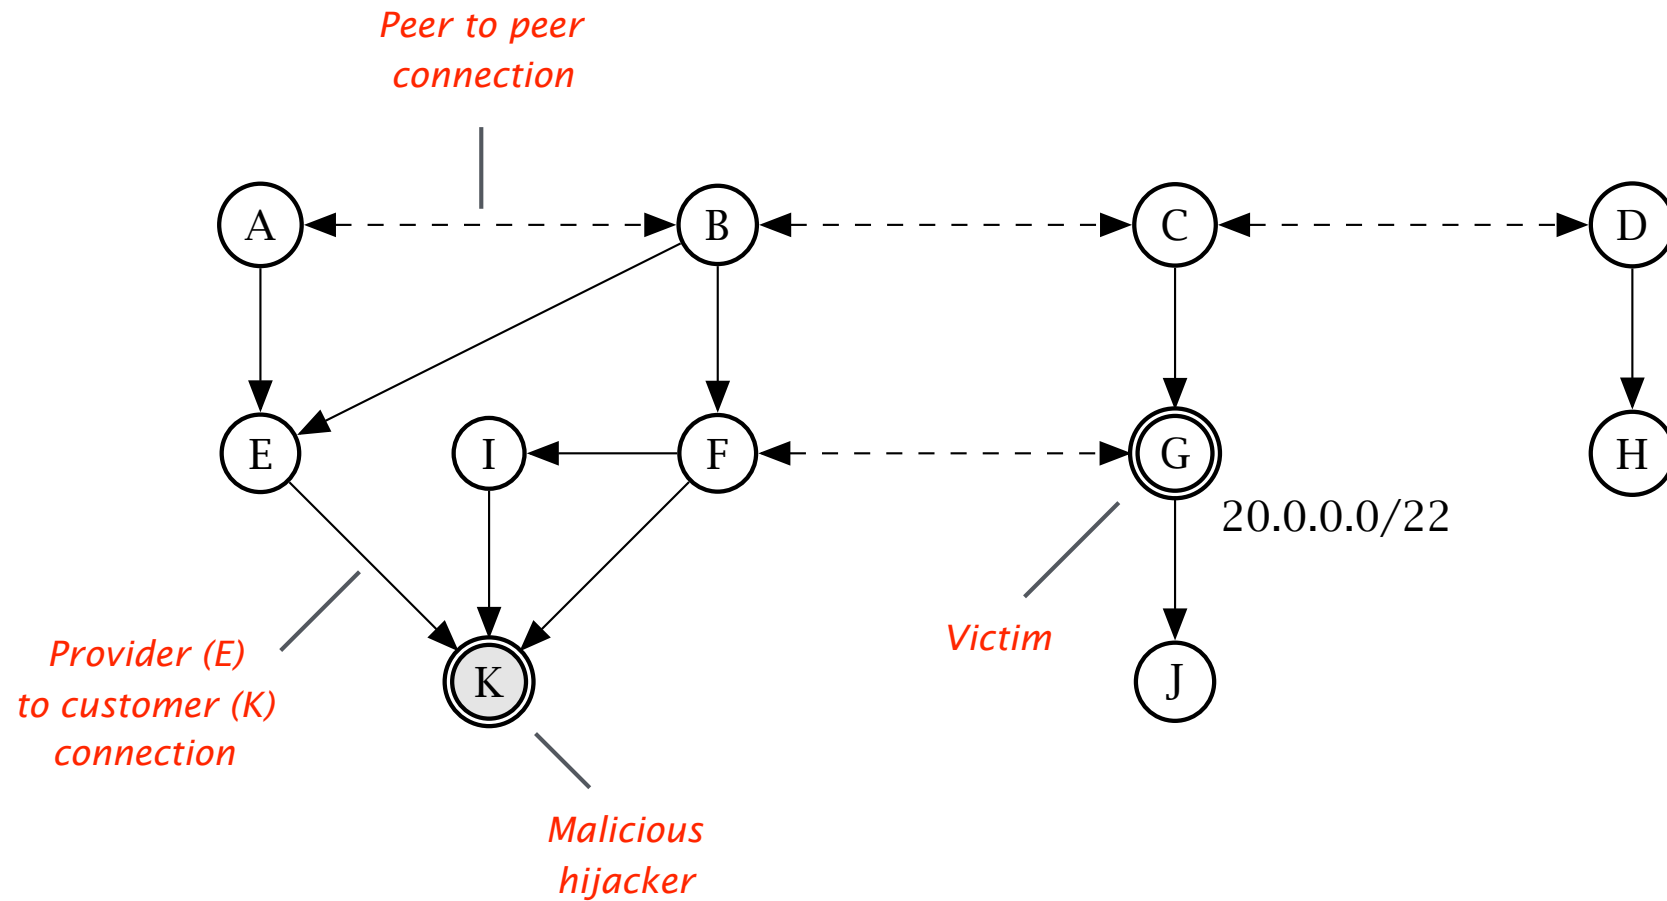 Peer to peer
connection
A
B
C
D
E
I
F
G
H
20.0.0.0/22
Provider (E)
to customer (K)
connection
Victim
K
J
Malicious
hijacker